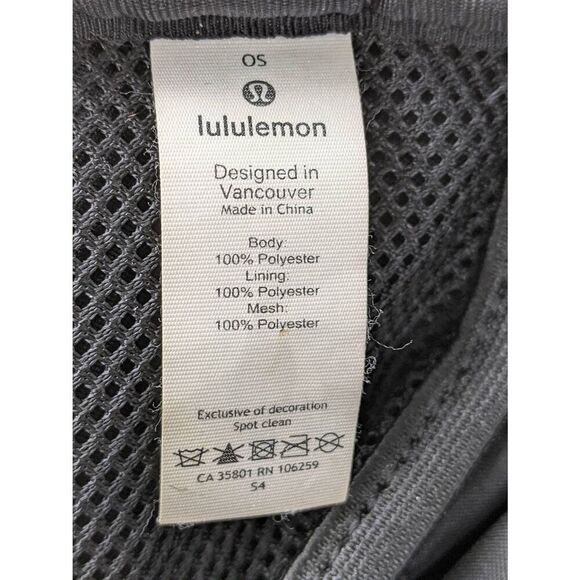 OS
lululemon
Designed in
Vancouver
Made in China
Body:
100% Polyester
Lining:
100% Polyester
Mesh:
100% Polyester
Exclusive of decoration
Spot clean
CA 35801 RN 106259
S4